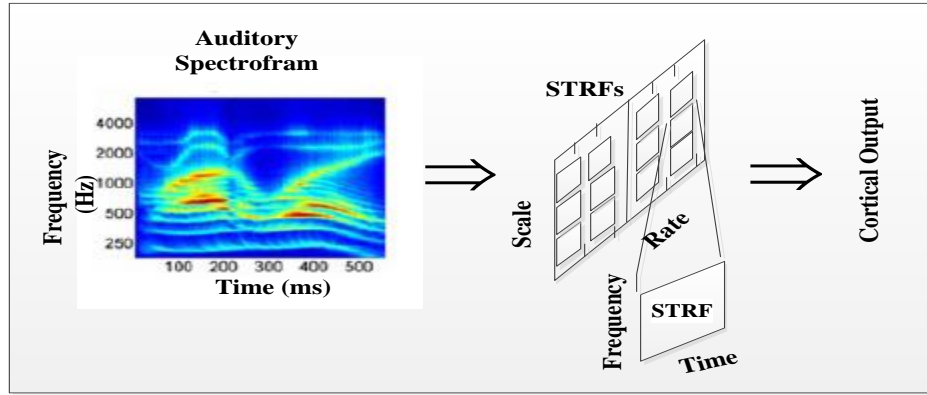 Auditory
Spectrofram
Frequency
(Hz)
4000
2000
1000
500
250
100 200 300 400 500
Time (ms)
STRFs
Scale
Rate
STRF
Frequency
Time
Cortical Output